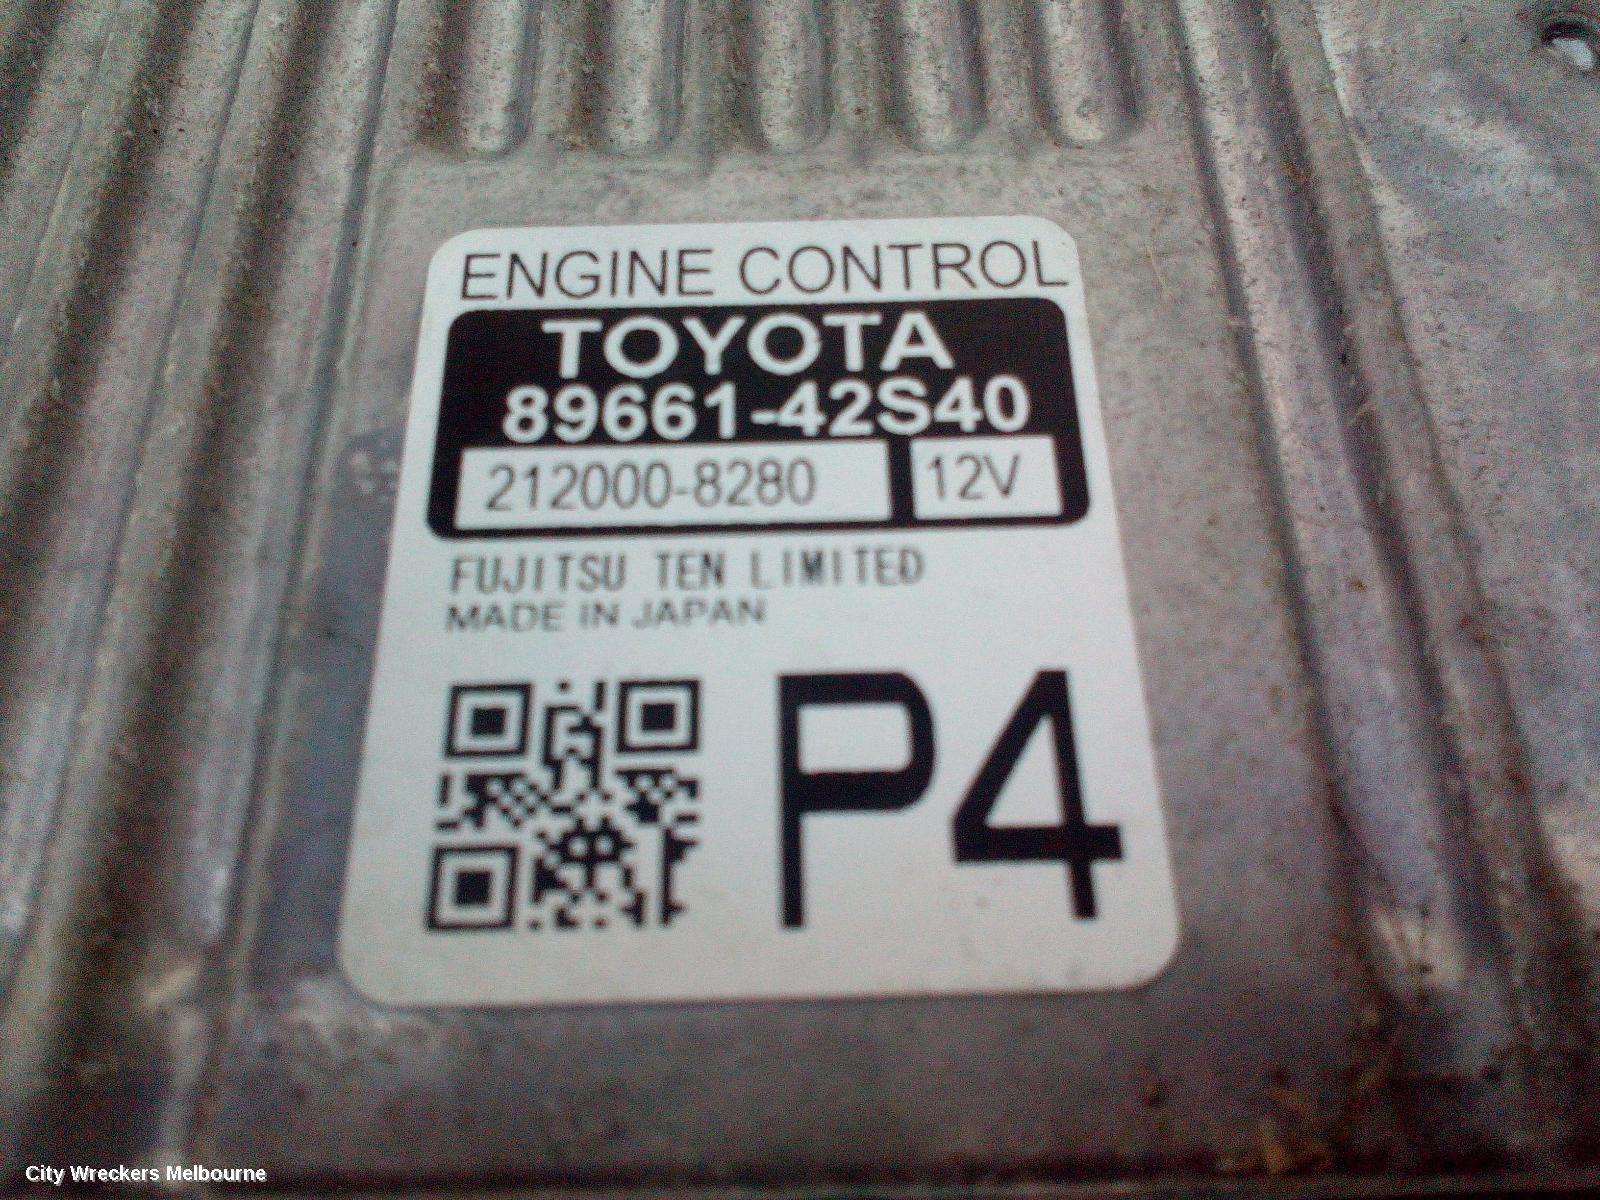 ENGINE CONTROL
TOYOTA
89661-42S40
212000-8280 12V
FUJITSU TEN LIMITED
MADE IN JAPAN
P4
City Wreckers Melbourne